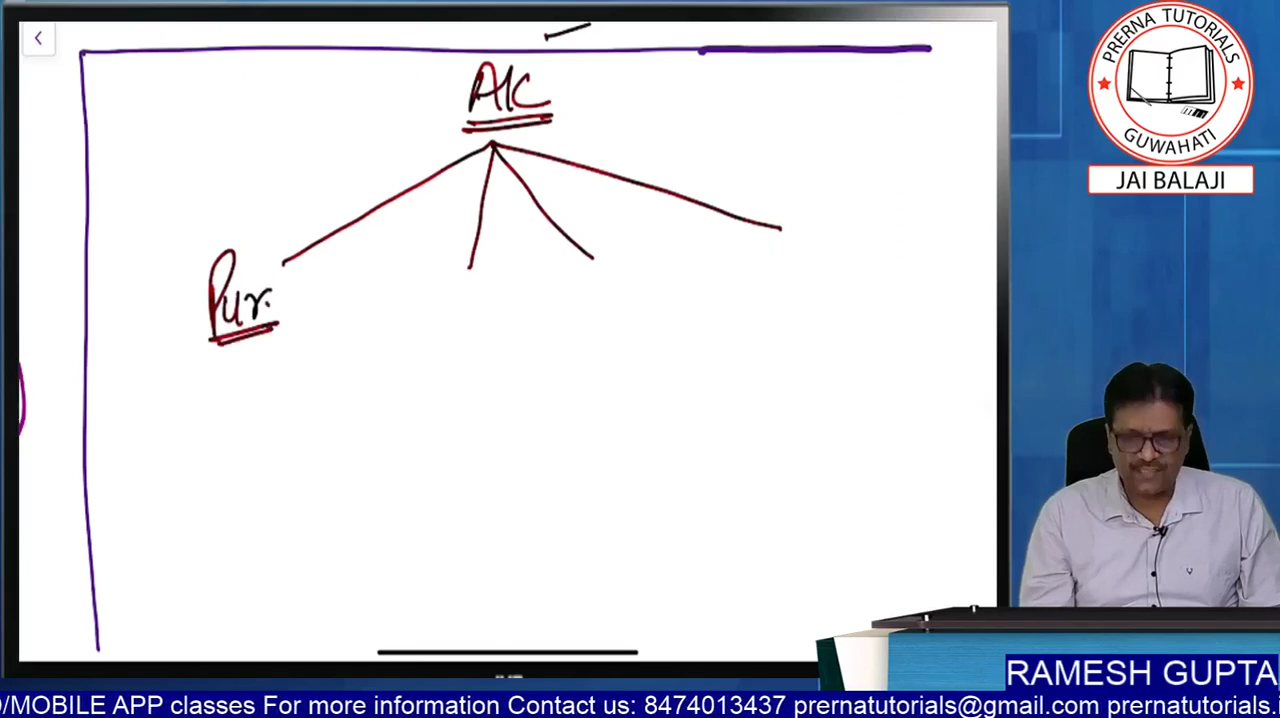 A/C
Pur.
PRERNA TUTORIALS
GUWAHATI
JAI BALAJI
RAMESH GUPTA
/MOBILE APP classes For more information Contact us: 8474013437 prernatutorials@gmail.com prernatutorials.